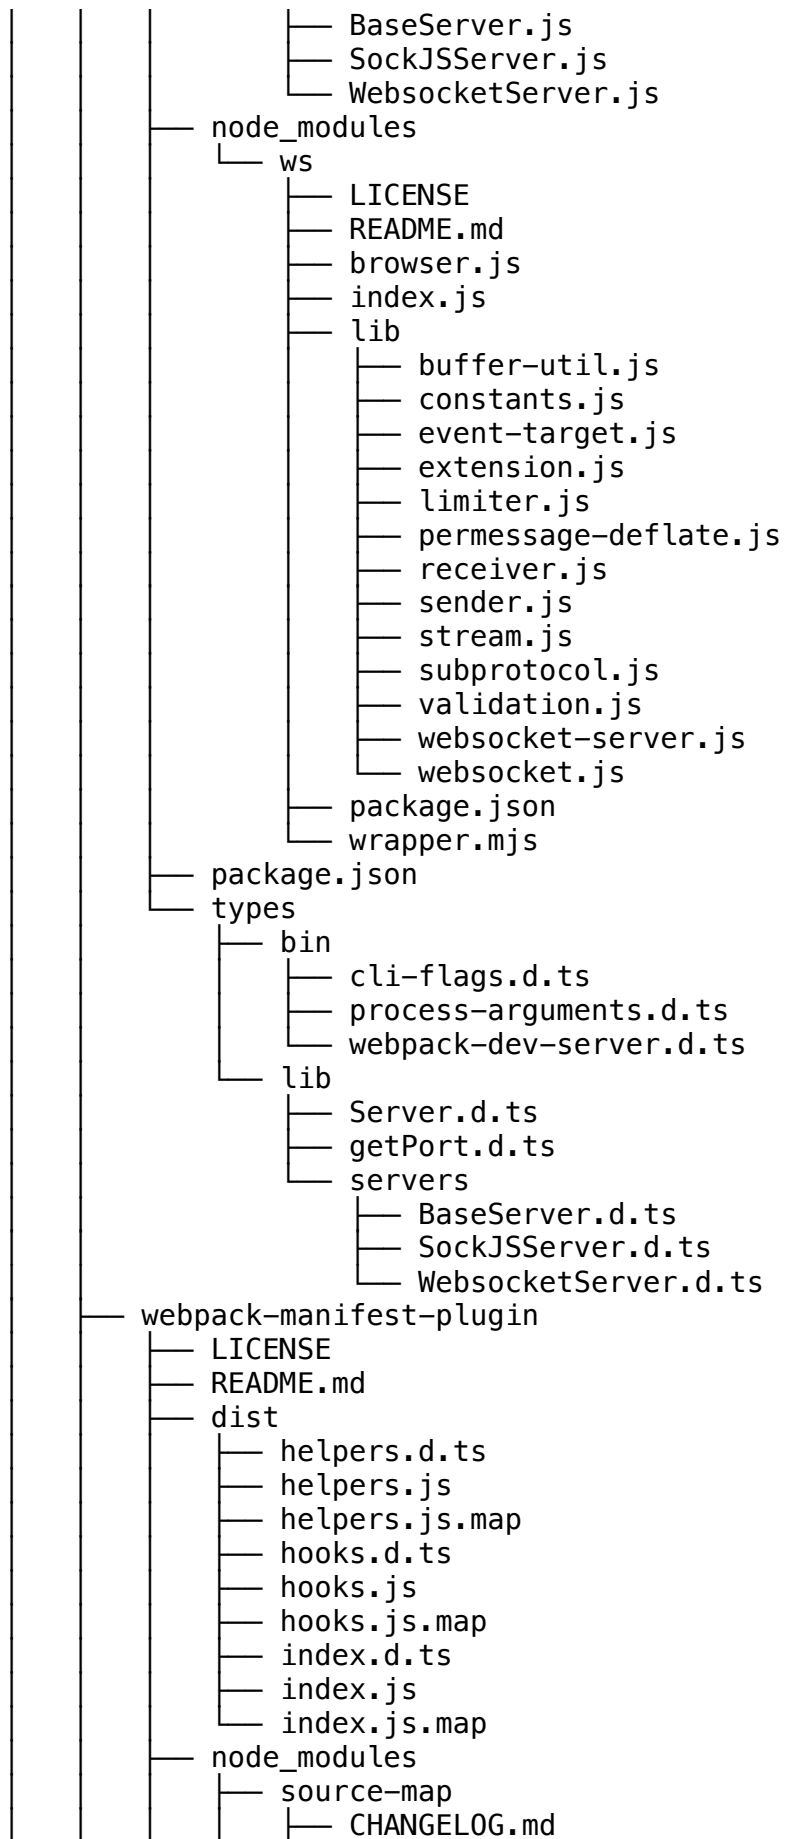 │   │   │       ├── BaseServer.js
│   │   │       ├── SockJSServer.js
│   │   │       └── WebsocketServer.js
│   │   ├── node_modules
│   │   │   └── ws
│   │   │       ├── LICENSE
│   │   │       ├── README.md
│   │   │       ├── browser.js
│   │   │       ├── index.js
│   │   │       ├── lib
│   │   │       │   ├── buffer-util.js
│   │   │       │   ├── constants.js
│   │   │       │   ├── event-target.js
│   │   │       │   ├── extension.js
│   │   │       │   ├── limiter.js
│   │   │       │   ├── permessage-deflate.js
│   │   │       │   ├── receiver.js
│   │   │       │   ├── sender.js
│   │   │       │   ├── stream.js
│   │   │       │   ├── subprotocol.js
│   │   │       │   ├── validation.js
│   │   │       │   ├── websocket-server.js
│   │   │       │   └── websocket.js
│   │   │       ├── package.json
│   │   │       └── wrapper.mjs
│   │   ├── package.json
│   │   └── types
│   │       ├── bin
│   │       │   ├── cli-flags.d.ts
│   │       │   ├── process-arguments.d.ts
│   │       │   └── webpack-dev-server.d.ts
│   │       └── lib
│   │           ├── Server.d.ts
│   │           ├── getPort.d.ts
│   │           └── servers
│   │               ├── BaseServer.d.ts
│   │               ├── SockJSServer.d.ts
│   │               └── WebsocketServer.d.ts
│   ├── webpack-manifest-plugin
│   │   ├── LICENSE
│   │   ├── README.md
│   │   ├── dist
│   │   │   ├── helpers.d.ts
│   │   │   ├── helpers.js
│   │   │   ├── helpers.js.map
│   │   │   ├── hooks.d.ts
│   │   │   ├── hooks.js
│   │   │   ├── hooks.js.map
│   │   │   ├── index.d.ts
│   │   │   ├── index.js
│   │   │   └── index.js.map
│   │   ├── node_modules
│   │   │   ├── source-map
│   │   │   │   ├── CHANGELOG.md